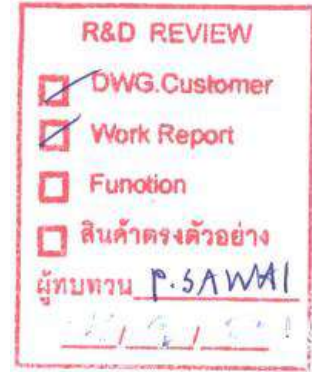 R&D REVIEW
DWG.Customer
Work Report
Function
สินค้าตรงตัวอย่าง
ผู้ทบทวน P.SAWAI